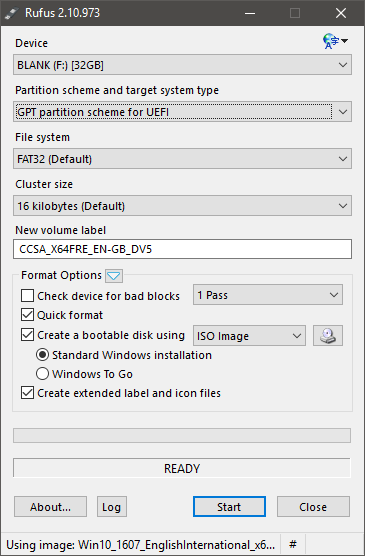 Rufus 2.10.973
Device
BLANK (F:) [32GB]
Partition scheme and target system type
GPT partition scheme for UEFI
File system
FAT32 (Default)
Cluster size
16 kilobytes (Default)
New volume label
CCSA_X64FRE_EN-GB_DV5
Format Options
Check device for bad blocks 1 Pass
Quick format
Create a bootable disk using ISO Image
Standard Windows installation
Windows To Go
Create extended label and icon files
READY
About... Log Start Close
Using image: Win10_1607_EnglishInternational_x6... #